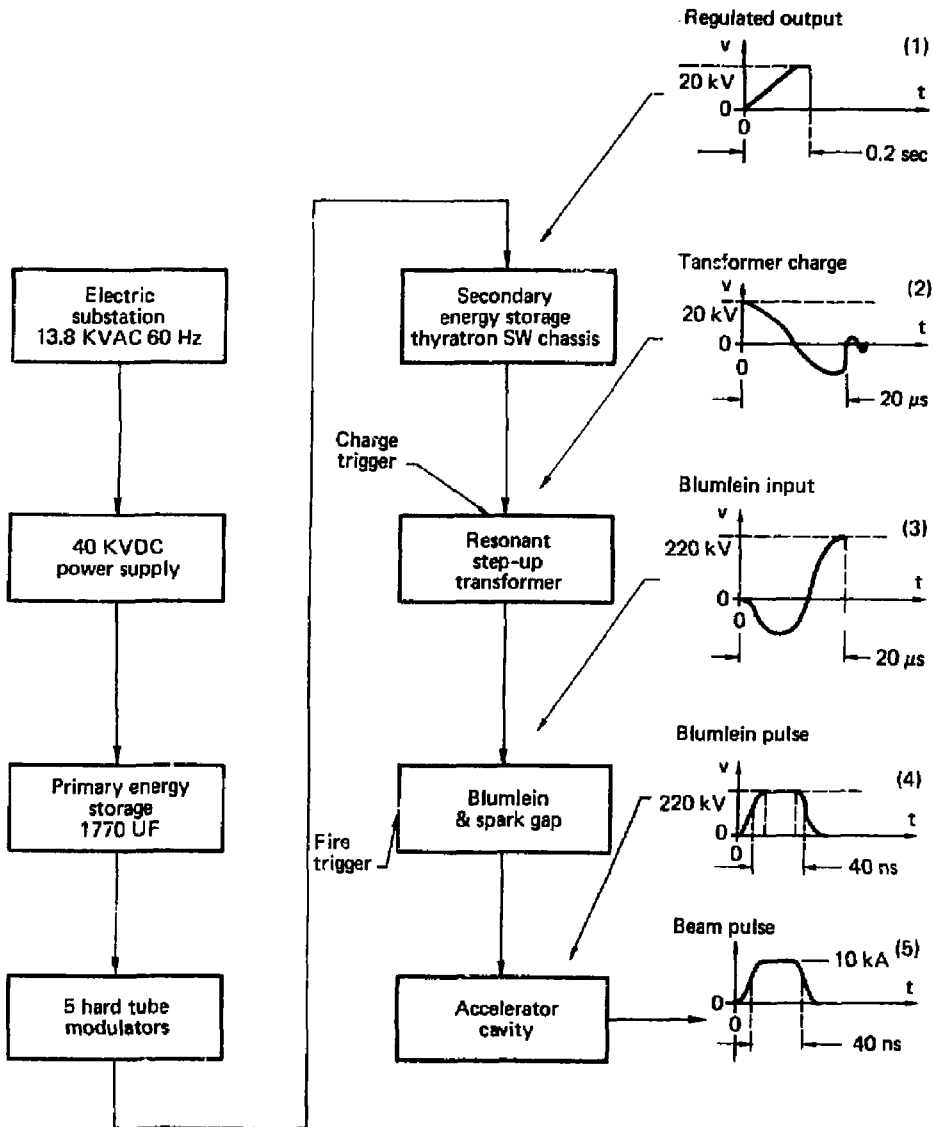 Electric
substation
13.8 KVAC 60 Hz
40 KVDC
power supply
Primary energy
storage
1770 UF
5 hard tube
modulators
Secondary
energy storage
thyratron SW chassis
Charge
trigger
Resonant
step-up
transformer
Fire
trigger
Blumlein
& spark gap
Accelerator
cavity
Regulated output
(1)
v
20 kV
t
0
0
0.2 sec
Tansformer charge
(2)
v
20 kV
t
0
0
20 μs
Blumlein input
(3)
v
220 kV
t
0
0
20 μs
Blumlein pulse
(4)
v
220 kV
t
0
0
40 ns
Beam pulse
10 kA (5)
t
0
0
40 ns